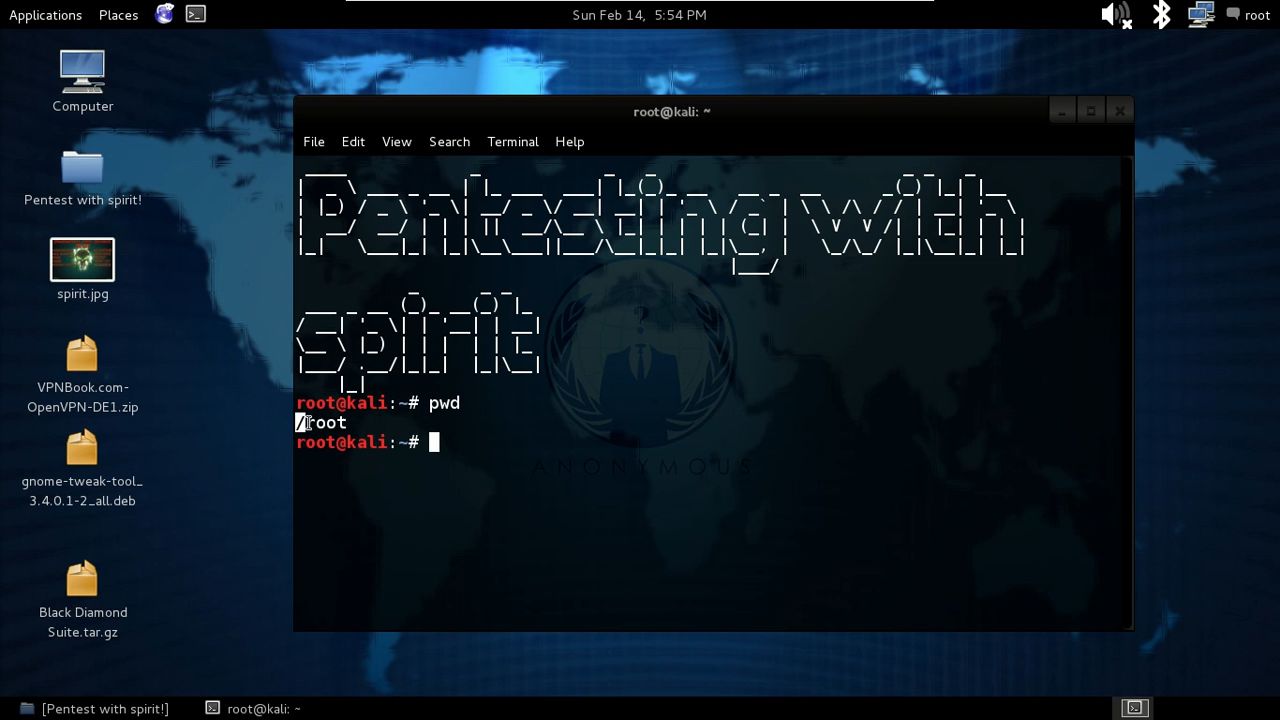 Applications Places Sun Feb 14, 5:54 PM root
Computer
Pentest with spirit!
spirit.jpg
VPNBook.com-
OpenVPN-DE1.zip
gnome-tweak-tool_
3.4.0.1-2_all.deb
Black Diamond
Suite.tar.gz
root@kali: ~
File Edit View Search Terminal Help
Pentesting with
spirit
root@kali:~# pwd
/root
root@kali:~#
ANONYMOUS
[Pentest with spirit!] root@kali: ~